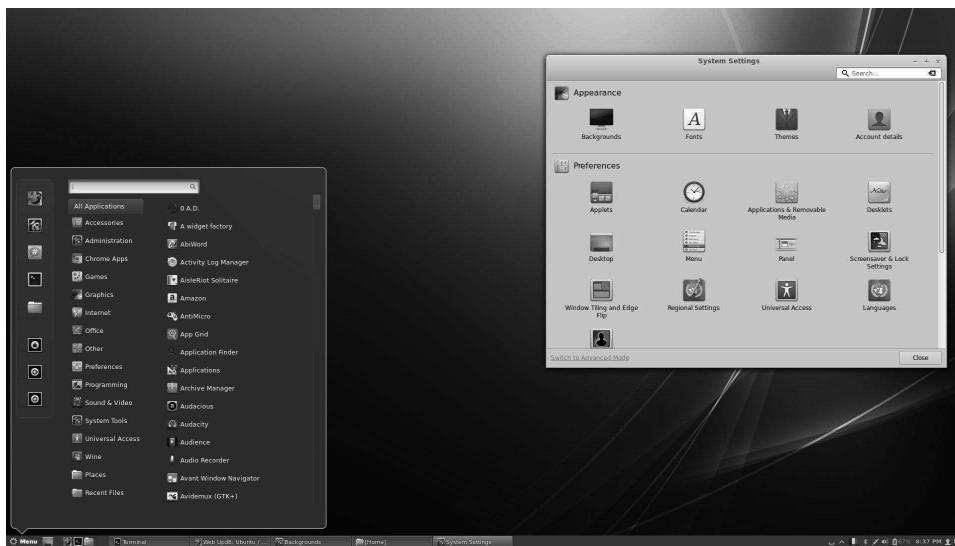 System Settings
Search...
Appearance
Backgrounds
Fonts
Themes
Account details
Preferences
Applets
Calendar
Applications & Removable
Media
Desklets
Desktop
Menu
Panel
Screensaver & Lock
Settings
Window Tiling and Edge
Flip
Regional Settings
Universal Access
Languages
Switch to Advanced Mode
Close
All Applications
Accessories
Administration
Chrome Apps
Games
Graphics
Internet
Office
Other
Preferences
Programming
Sound & Video
System Tools
Universal Access
Wine
Places
Recent Files
0 A.D.
A widget factory
AbiWord
Activity Log Manager
AisleRiot Solitaire
Amazon
AntiMicro
App Grid
Application Finder
Applications
Archive Manager
Audacious
Audacity
Audience
Audio Recorder
Avant Window Navigator
Avidemux (GTK+)
Menu
Terminal
Web Upd8: Ubuntu / ...
Backgrounds
[Home]
System Settings
67%
8:37 PM